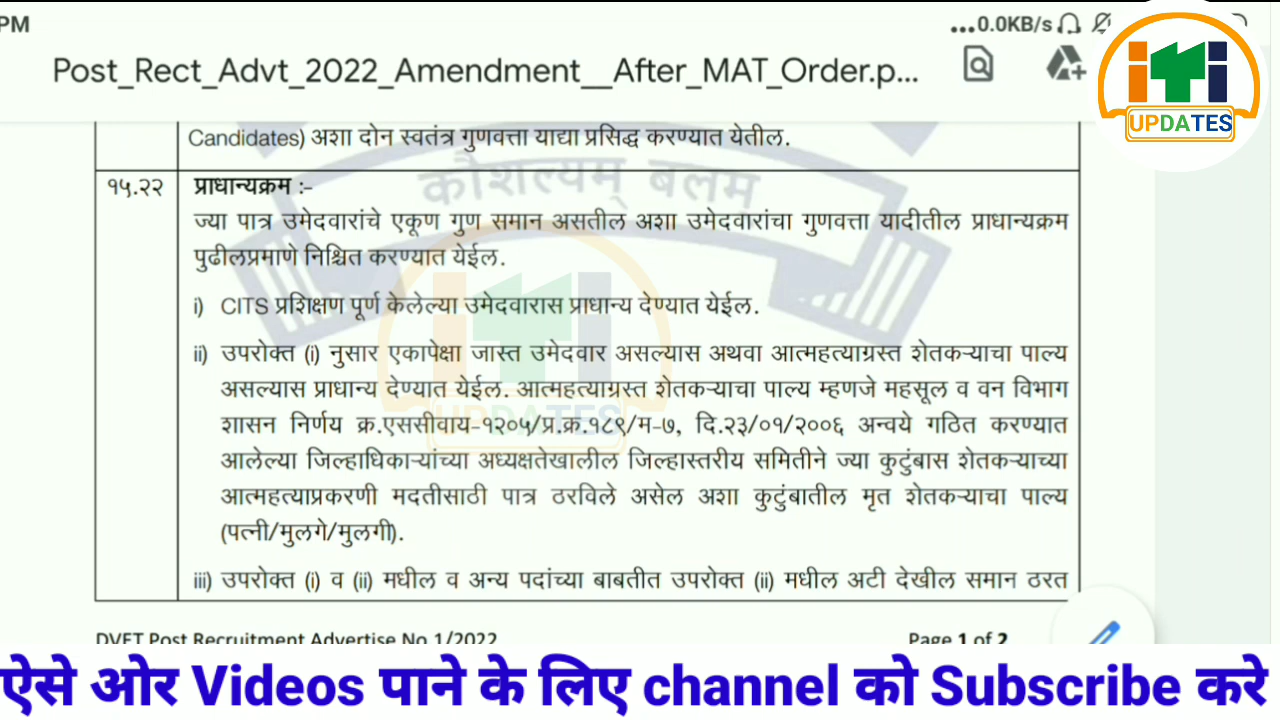 PM
...0.0KB/s
Post_Rect_Advt_2022_Amendment__After_MAT_Order.p...
iTi
UPDATES
Candidates) अशा दोन स्वतंत्र गुणवत्ता याद्या प्रसिद्ध करण्यात येतील.
कौशल्यम् बलम्
१५.२२ प्राधान्यक्रम :-
ज्या पात्र उमेदवारांचे एकूण गुण समान असतील अशा उमेदवारांचा गुणवत्ता यादीतील प्राधान्यक्रम
पुढीलप्रमाणे निश्चित करण्यात येईल.
i) CITS प्रशिक्षण पूर्ण केलेल्या उमेदवारास प्राधान्य देण्यात येईल.
ii) उपरोक्त (i) नुसार एकापेक्षा जास्त उमेदवार असल्यास अथवा आत्महत्याग्रस्त शेतकऱ्याचा पाल्य
असल्यास प्राधान्य देण्यात येईल. आत्महत्याग्रस्त शेतकऱ्याचा पाल्य म्हणजे महसूल व वन विभाग
शासन निर्णय क्र.एससीवाय-१२०५/प्र.क्र.१८९/म-७, दि.२३/०१/२००६ अन्वये गठित करण्यात
आलेल्या जिल्हाधिकाऱ्यांच्या अध्यक्षतेखालील जिल्हास्तरीय समितीने ज्या कुटुंबास शेतकऱ्याच्या
आत्महत्याप्रकरणी मदतीसाठी पात्र ठरविले असेल अशा कुटुंबातील मृत शेतकऱ्याचा पाल्य
(पत्नी/मुलगे/मुलगी).
UPDATES
iii) उपरोक्त (i) व (ii) मधील व अन्य पदांच्या बाबतीत उपरोक्त (ii) मधील अटी देखील समान ठरत
DVET Post Recruitment Advertise No 1/2022 Page 1 of 2
ऐसे ओर Videos पाने के लिए channel को Subscribe करे